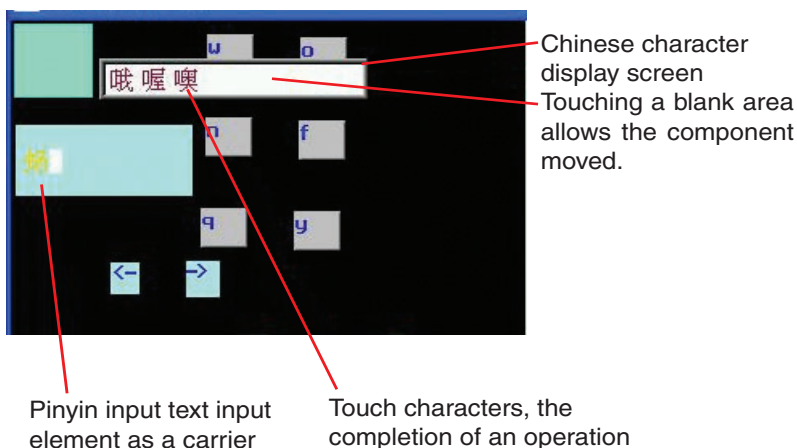 w o
哦 喔 噢
n f
q y
<- ->
Chinese character
display screen
Touching a blank area
allows the component
moved.
Pinyin input text input
element as a carrier
Touch characters, the
completion of an operation